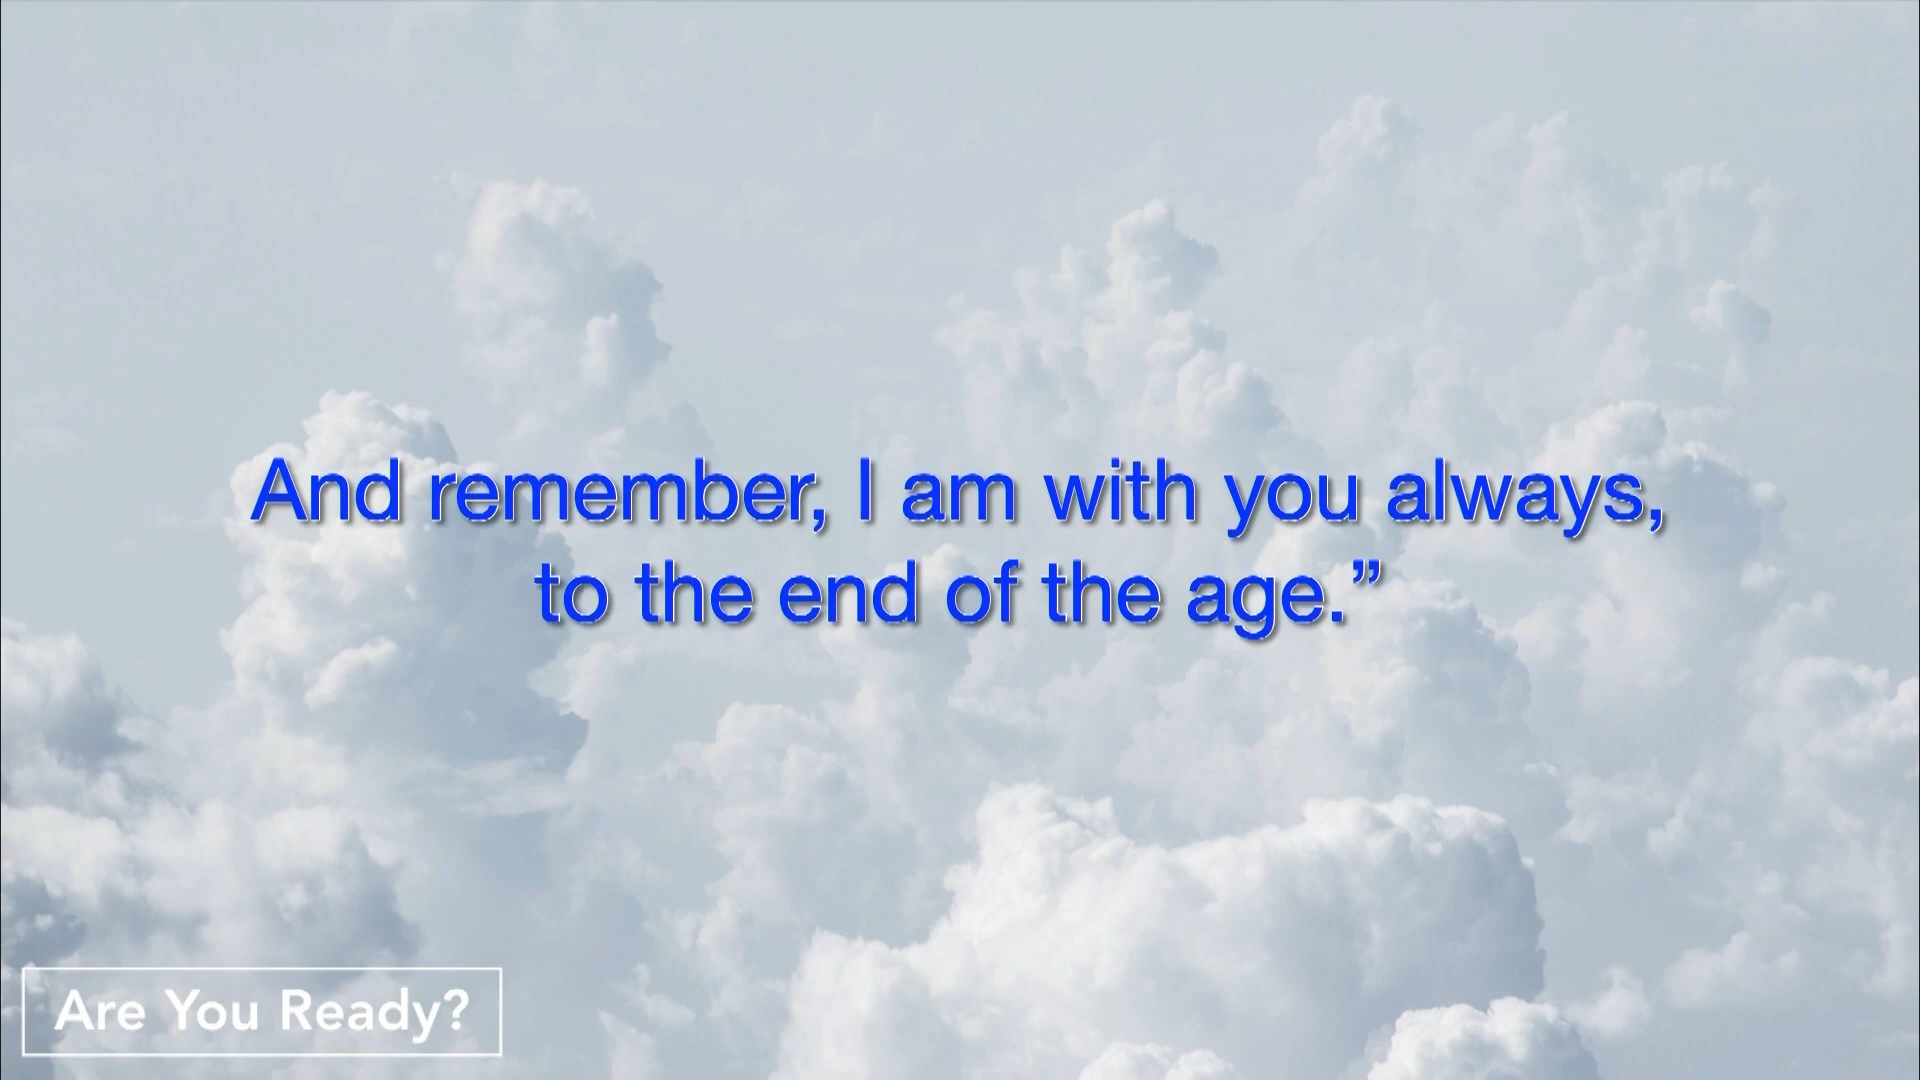 And remember, I am with you always,
to the end of the age.”
Are You Ready?